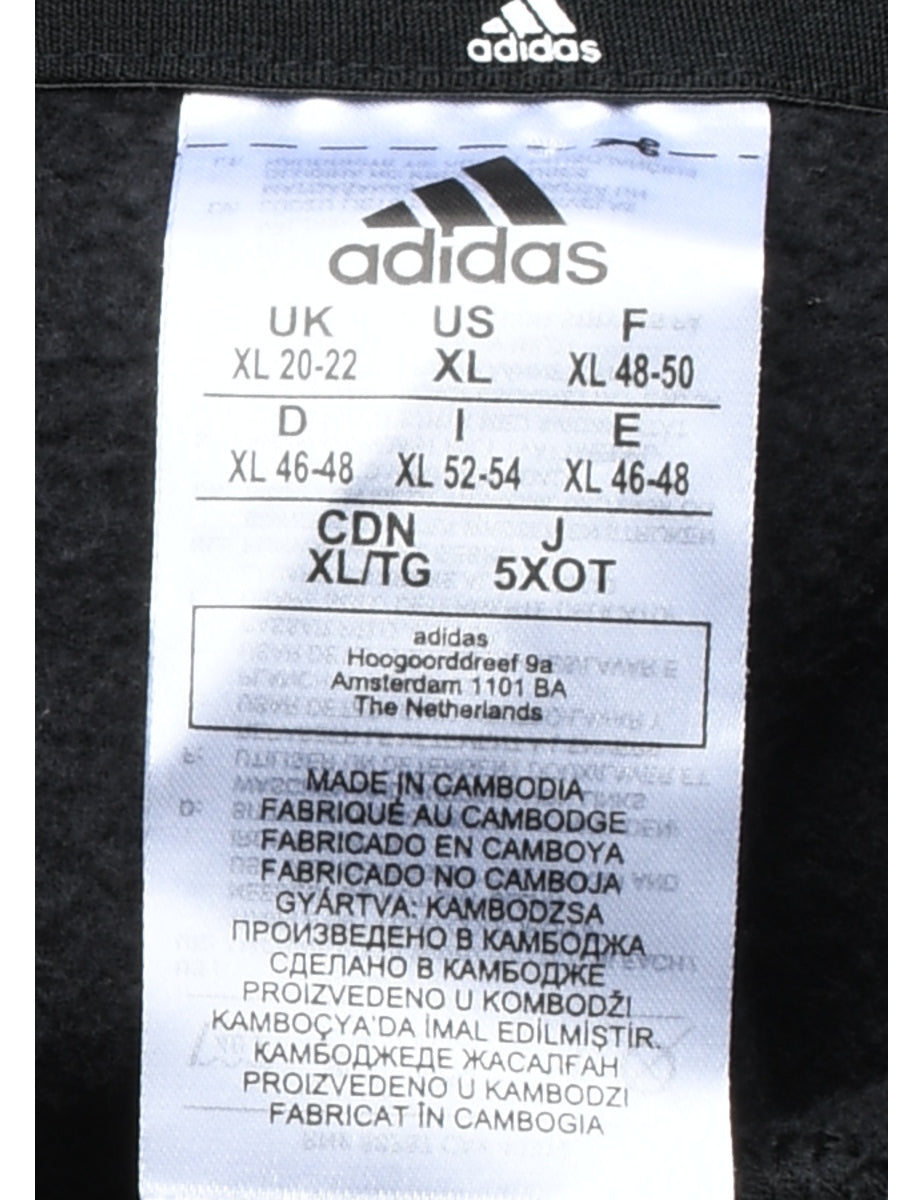 adidas
adidas
UK US F
XL 20-22 XL XL 48-50
D I E
XL 46-48 XL 52-54 XL 46-48
CDN J
XL/TG 5XOT
adidas
Hoogoorddreef 9a
Amsterdam 1101 BA
The Netherlands
MADE IN CAMBODIA
FABRIQUÉ AU CAMBODGE
FABRICADO EN CAMBOYA
FABRICADO NO CAMBOJA
GYÁRTVA: KAMBODZSA
ПРОИЗВЕДЕНО В КАМБОДЖА
СДЕЛАНО В КАМБОДЖЕ
PROIZVEDENO U KOMBODŽI
KAMBOÇYA'DA İMAL EDİLMİŞTİR.
КАМБОДЖЕДЕ ЖАСАЛҒАН
PROIZVEDENO U KAMBODZI
FABRICAT ÎN CAMBOGIA